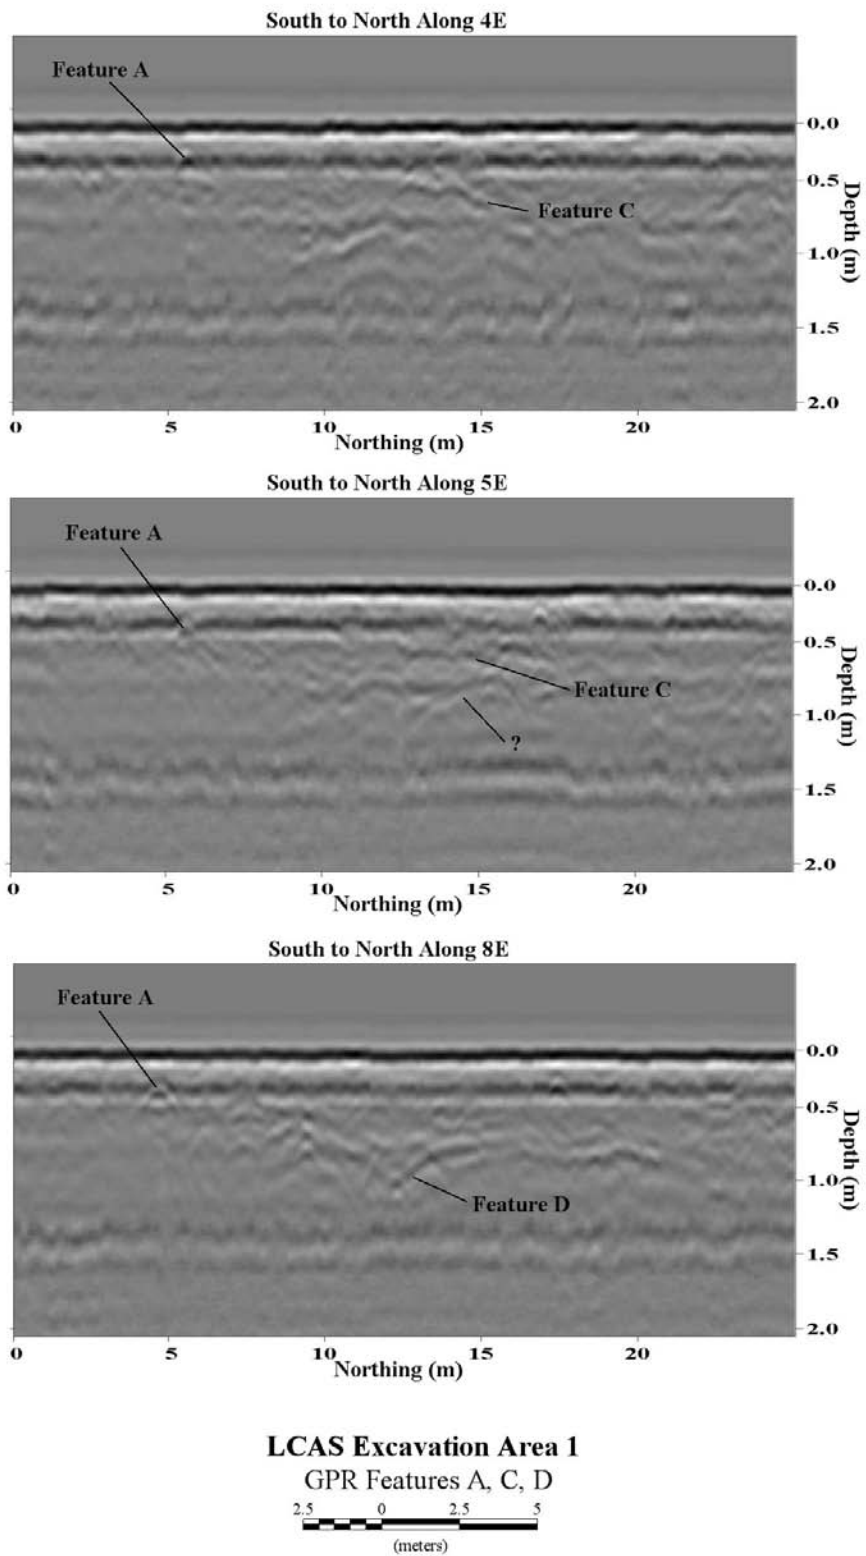 South to North Along 4E
Feature A
0.0
0.5
Feature C
1.0
1.5
2.0
Depth (m)
0 5 10 15 20
Northing (m)
South to North Along 5E
Feature A
0.0
0.5
Feature C
1.0
?
1.5
2.0
Depth (m)
0 5 10 15 20
Northing (m)
South to North Along 8E
Feature A
0.0
0.5
1.0
Feature D
1.5
2.0
Depth (m)
0 5 10 15 20
Northing (m)
LCAS Excavation Area 1
GPR Features A, C, D
2.5 0 2.5 5
(meters)